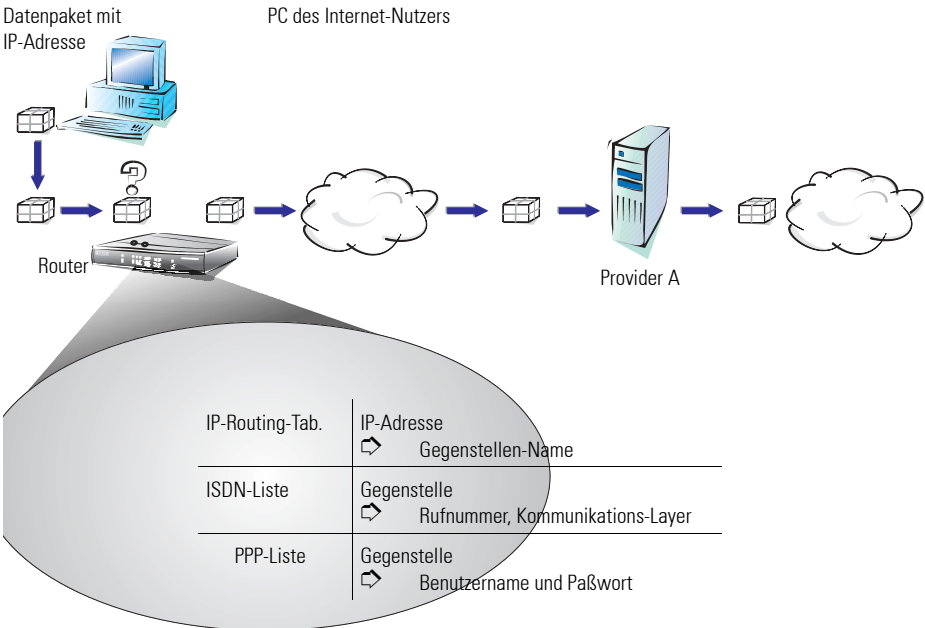 Datenpaket mit
IP-Adresse
PC des Internet-Nutzers
Router
Provider A
IP-Routing-Tab.
IP-Adresse
Gegenstellen-Name
ISDN-Liste
Gegenstelle
Rufnummer, Kommunikations-Layer
PPP-Liste
Gegenstelle
Benutzername und Paßwort